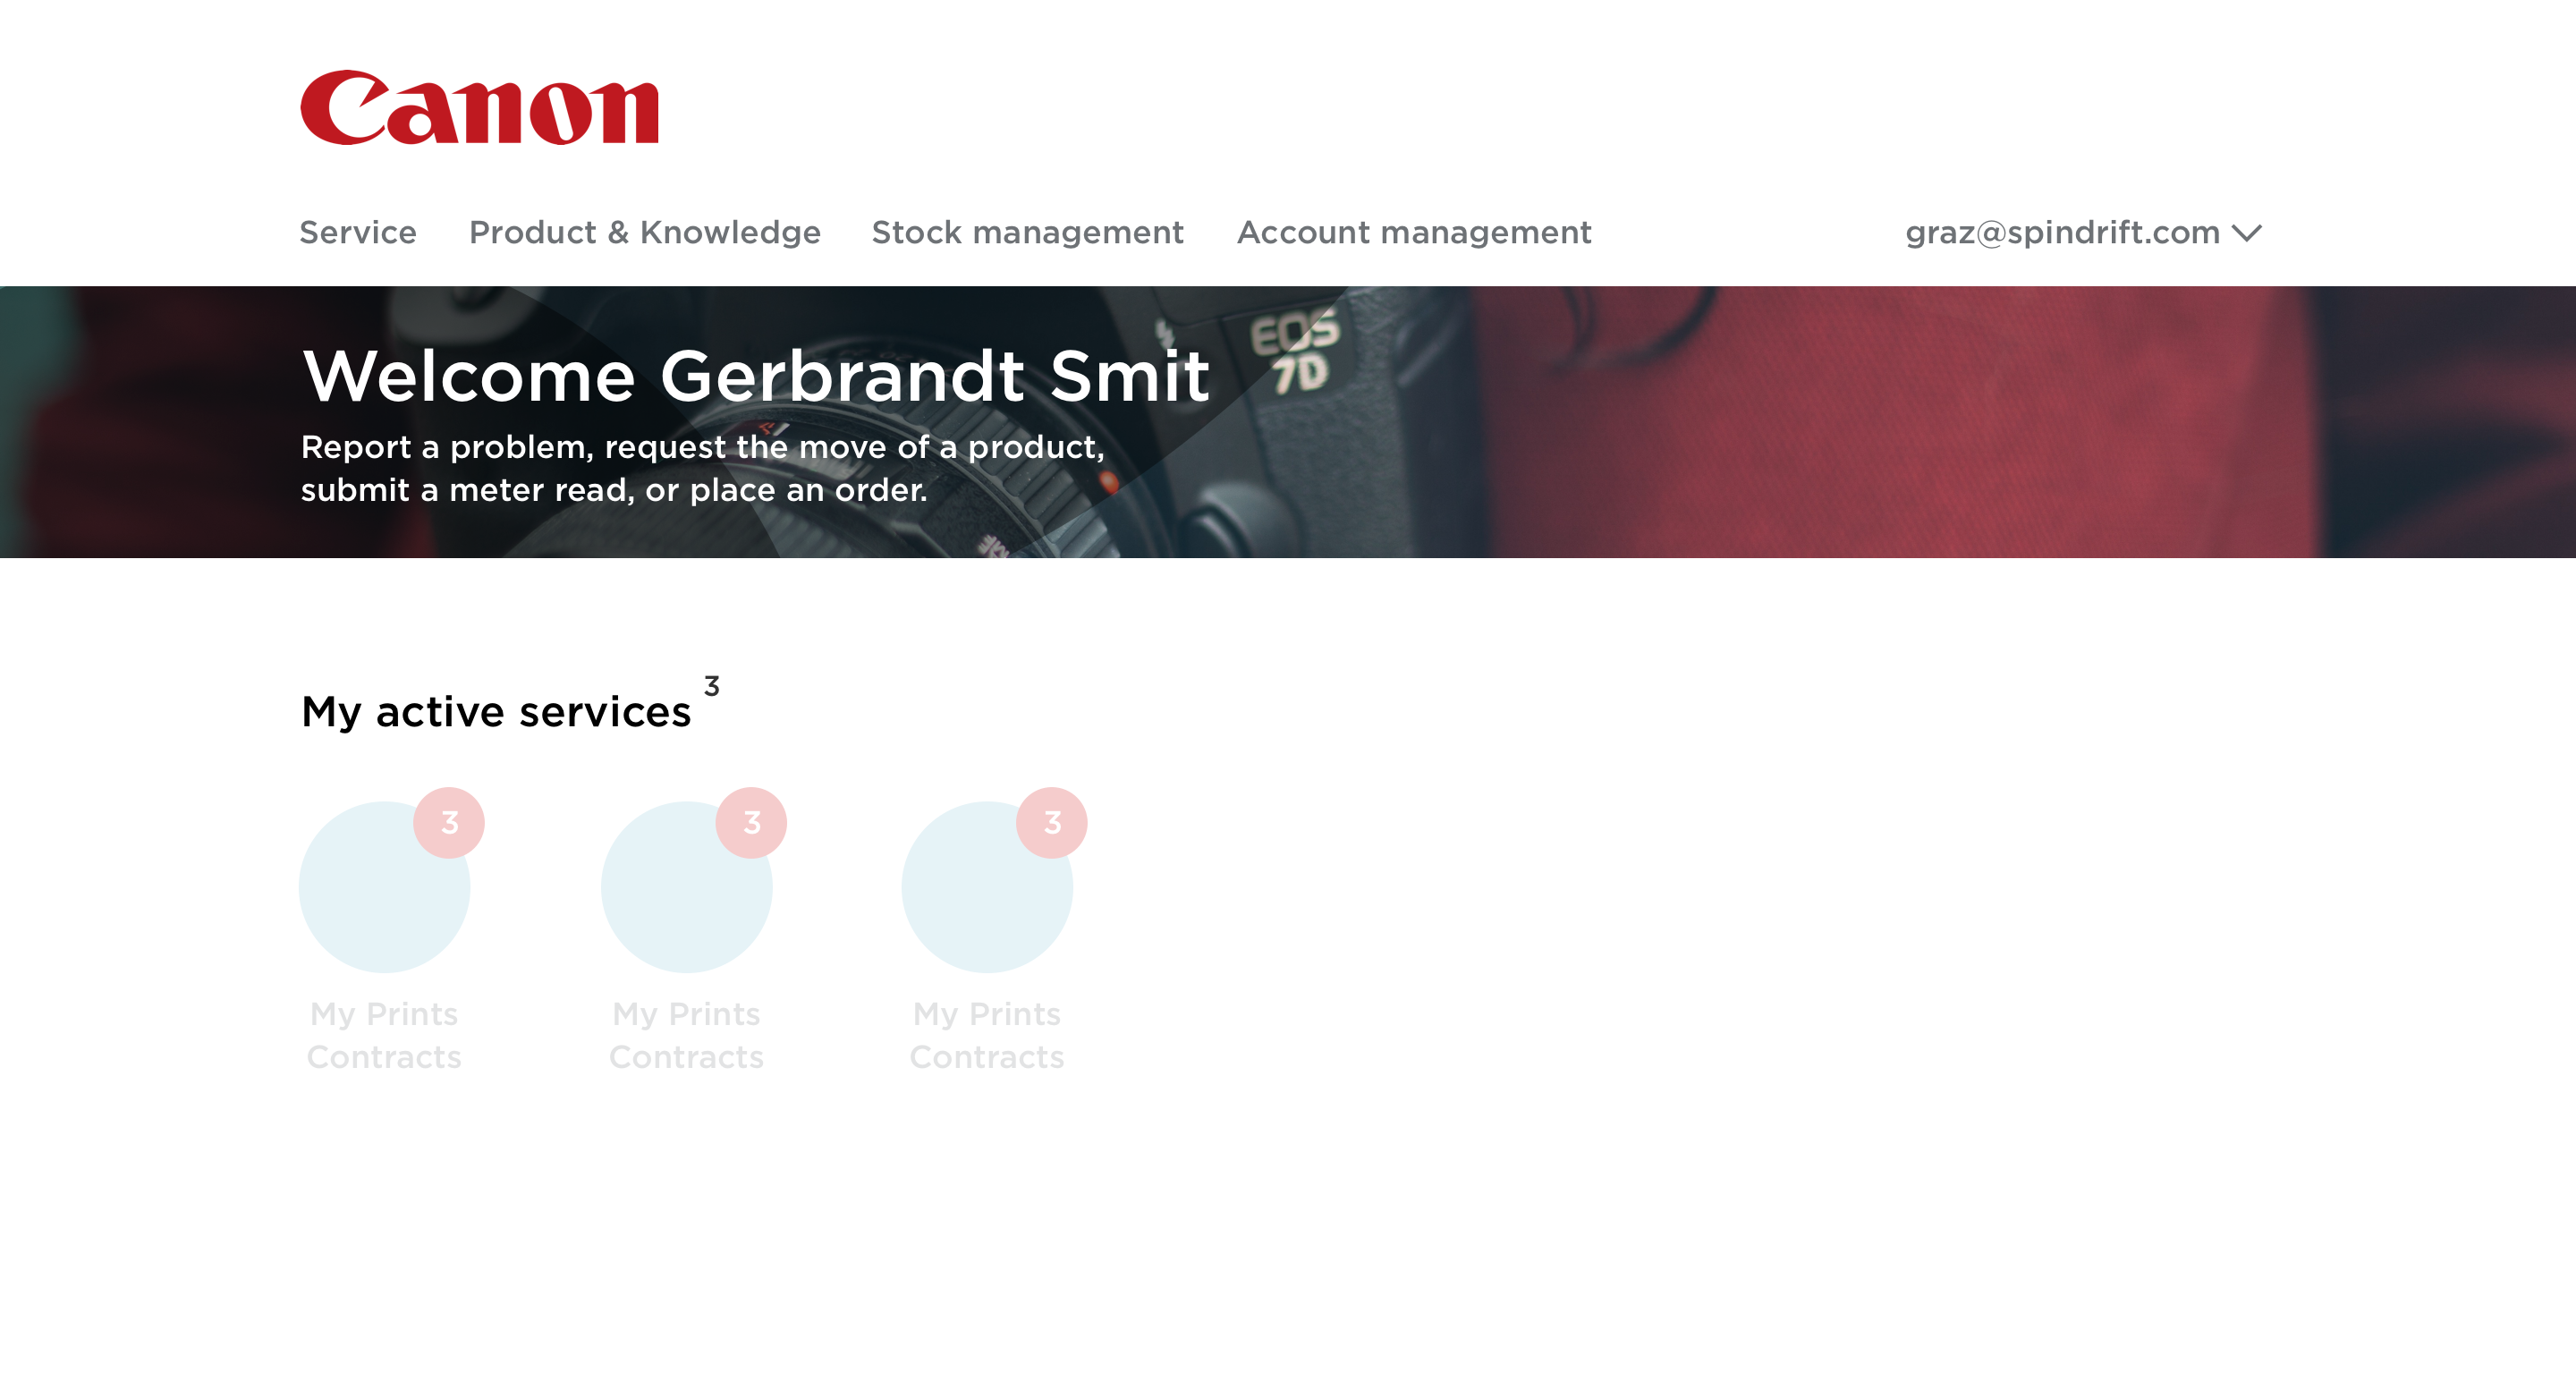 Canon
Service Product & Knowledge Stock management Account management graz@spindrift.com
EOS
7D
Welcome Gerbrandt Smit
Report a problem, request the move of a product,
submit a meter read, or place an order.
My active services 3
3 3 3
My Prints My Prints My Prints
Contracts Contracts Contracts